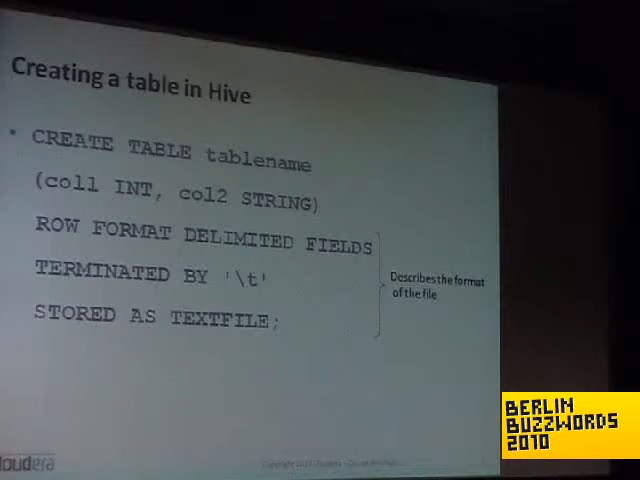 Creating a table in Hive
• CREATE TABLE tablename
(col1 INT, col2 STRING)
ROW FORMAT DELIMITED FIELDS
TERMINATED BY '\t'
STORED AS TEXTFILE;
Describes the format
of the file
loudera
BERLIN
BUZZWORDS
2010